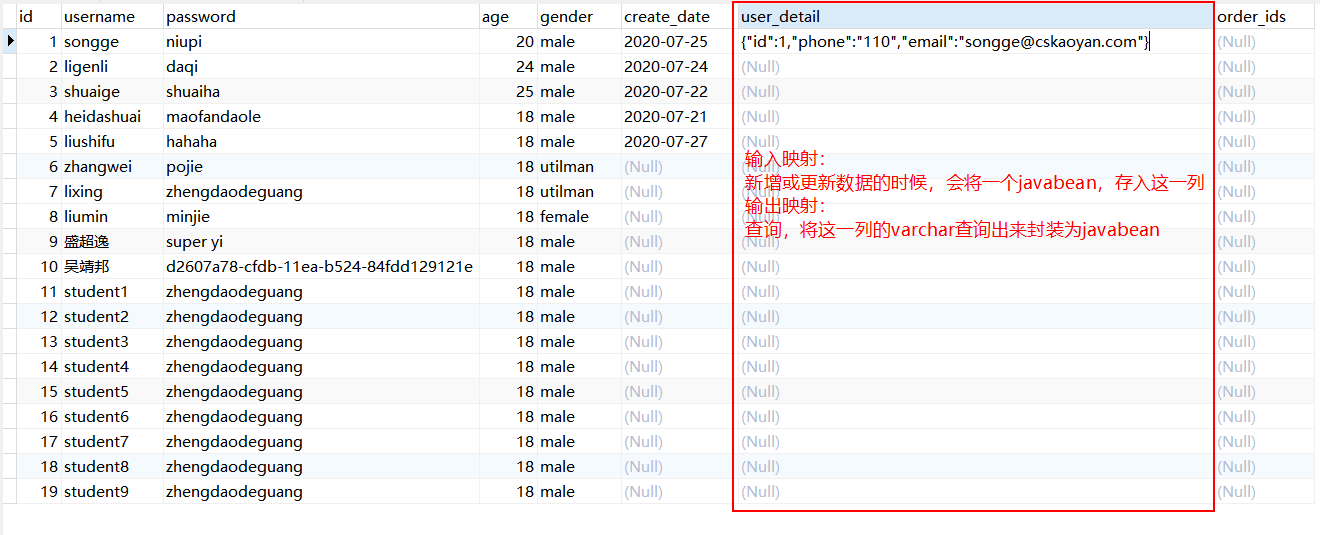 id username password age gender create_date user_detail order_ids
1 songge niupi 20 male 2020-07-25 {"id":1,"phone":"110","email":"songge@cskaoyan.com"} (Null)
2 ligenli daqi 24 male 2020-07-24 (Null) (Null)
3 shuaige shuaiha 25 male 2020-07-22 (Null) (Null)
4 heidashuai maofandaole 18 male 2020-07-21 (Null) (Null)
5 liushifu hahaha 18 male 2020-07-27 (Null) (Null)
6 zhangwei pojie 18 utilman (Null) (Null) (Null)
7 lixing zhengdaodeguang 18 utilman (Null) (Null) (Null)
8 liumin minjie 18 female (Null) (Null) (Null)
9 盛超逸 super yi 18 male (Null) (Null) (Null)
10 吴靖邦 d2607a78-cfdb-11ea-b524-84fdd129121e 18 male (Null) (Null) (Null)
11 student1 zhengdaodeguang 18 male (Null) (Null) (Null)
12 student2 zhengdaodeguang 18 male (Null) (Null) (Null)
13 student3 zhengdaodeguang 18 male (Null) (Null) (Null)
14 student4 zhengdaodeguang 18 male (Null) (Null) (Null)
15 student5 zhengdaodeguang 18 male (Null) (Null) (Null)
16 student6 zhengdaodeguang 18 male (Null) (Null) (Null)
17 student7 zhengdaodeguang 18 male (Null) (Null) (Null)
18 student8 zhengdaodeguang 18 male (Null) (Null) (Null)
19 student9 zhengdaodeguang 18 male (Null) (Null) (Null)
输入映射：
新增或更新数据的时候，会将一个javabean，存入这一列
输出映射：
查询，将这一列的varchar查询出来封装为javabean